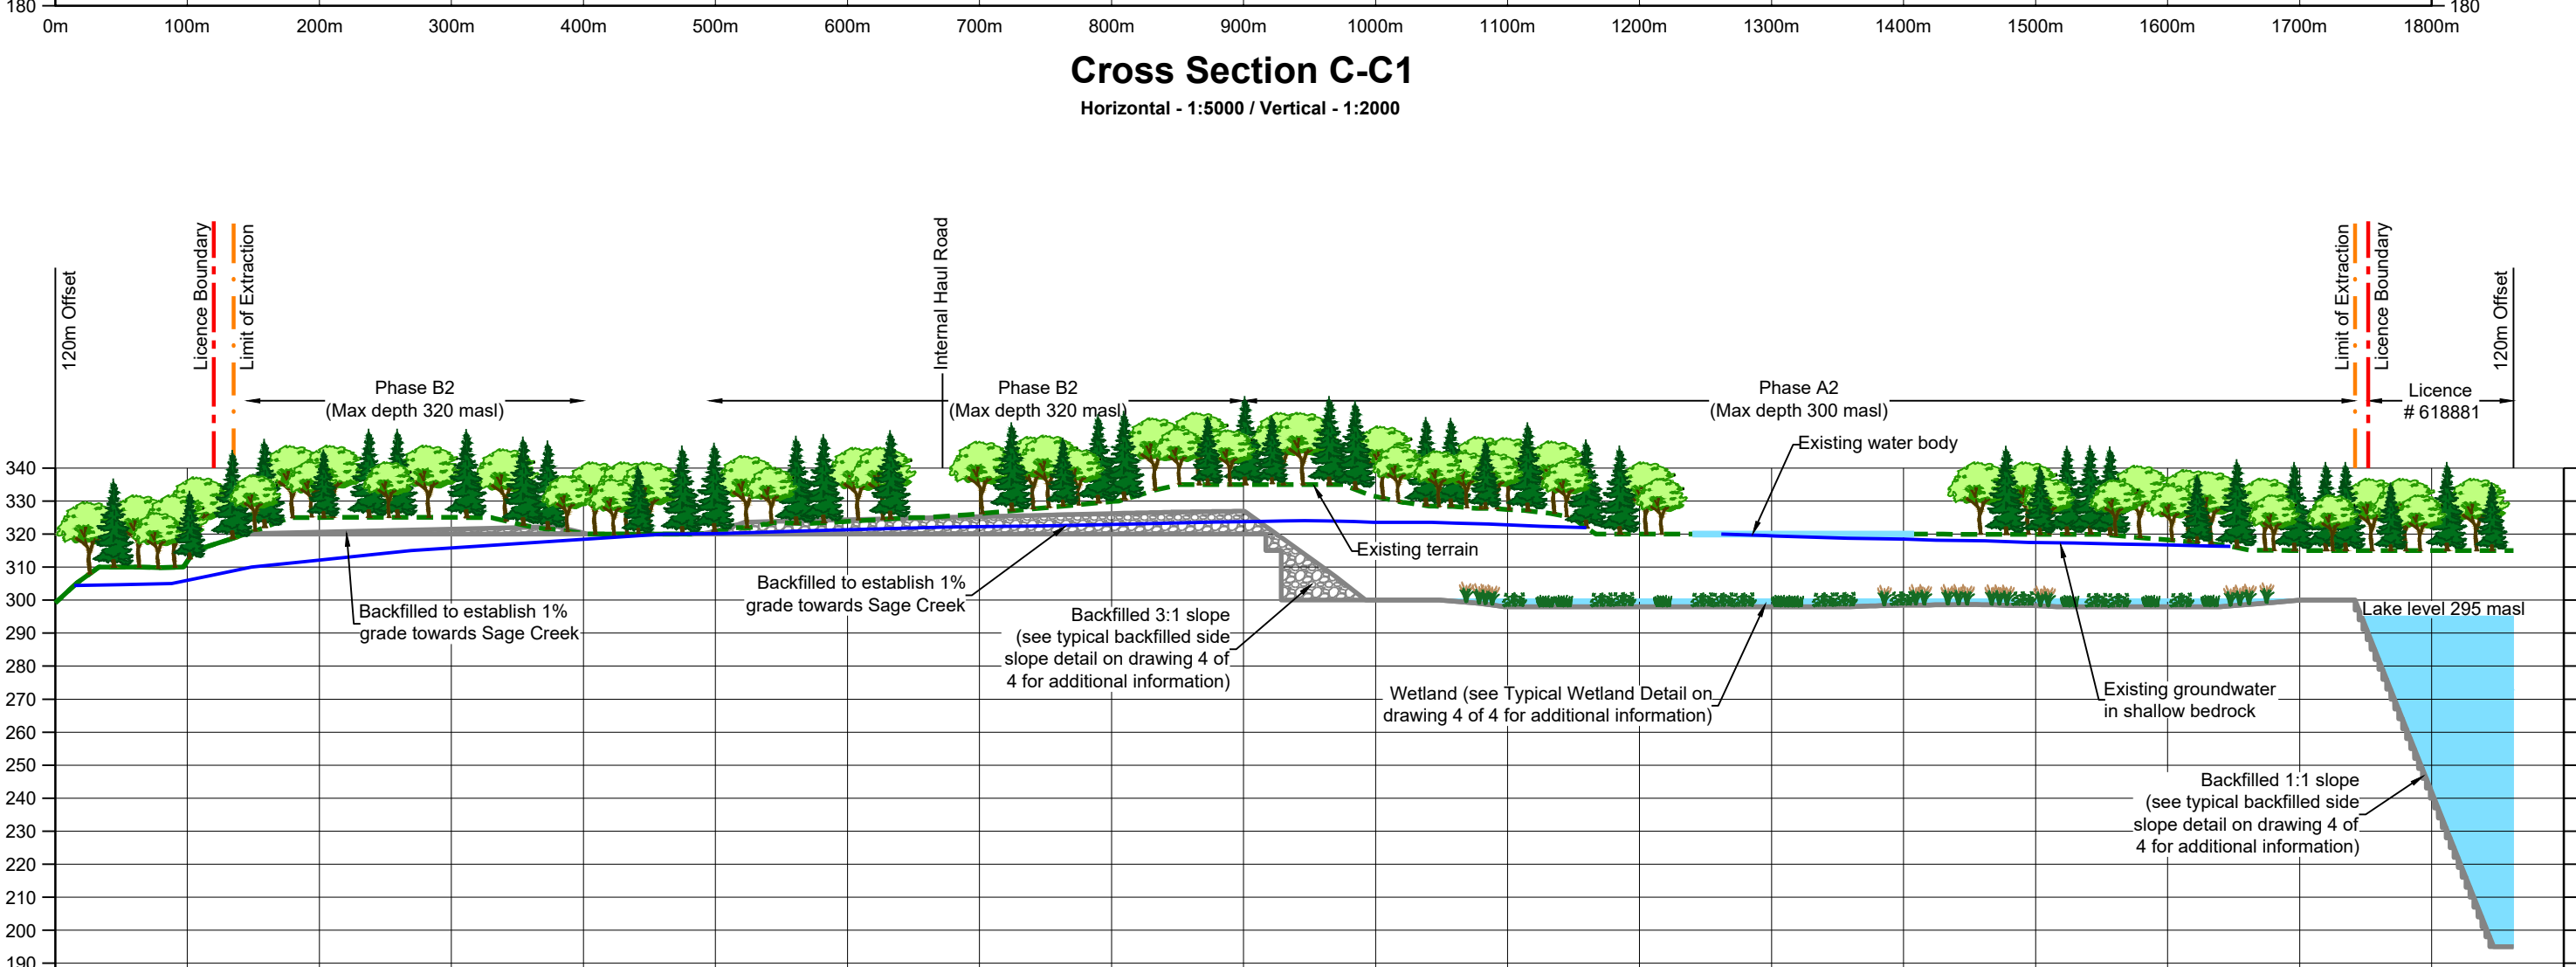 180
180
0m 100m 200m 300m 400m 500m 600m 700m 800m 900m 1000m 1100m 1200m 1300m 1400m 1500m 1600m 1700m 1800m
Cross Section C-C1
Horizontal - 1:5000 / Vertical - 1:2000
120m Offset
Licence Boundary
Limit of Extraction
Internal Haul Road
Limit of Extraction
Licence Boundary
120m Offset
Phase B2
(Max depth 320 masl)
Phase B2
(Max depth 320 masl)
Phase A2
(Max depth 300 masl)
Licence
# 618881
Existing water body
340
330
320
310
300
290
280
270
260
250
240
230
220
210
200
190
Existing terrain
Backfilled to establish 1%
grade towards Sage Creek
Backfilled to establish 1%
grade towards Sage Creek
Backfilled 3:1 slope
(see typical backfilled side
slope detail on drawing 4 of
4 for additional information)
Lake level 295 masl
Wetland (see Typical Wetland Detail on
drawing 4 of 4 for additional information)
Existing groundwater
in shallow bedrock
Backfilled 1:1 slope
(see typical backfilled side
slope detail on drawing 4 of
4 for additional information)